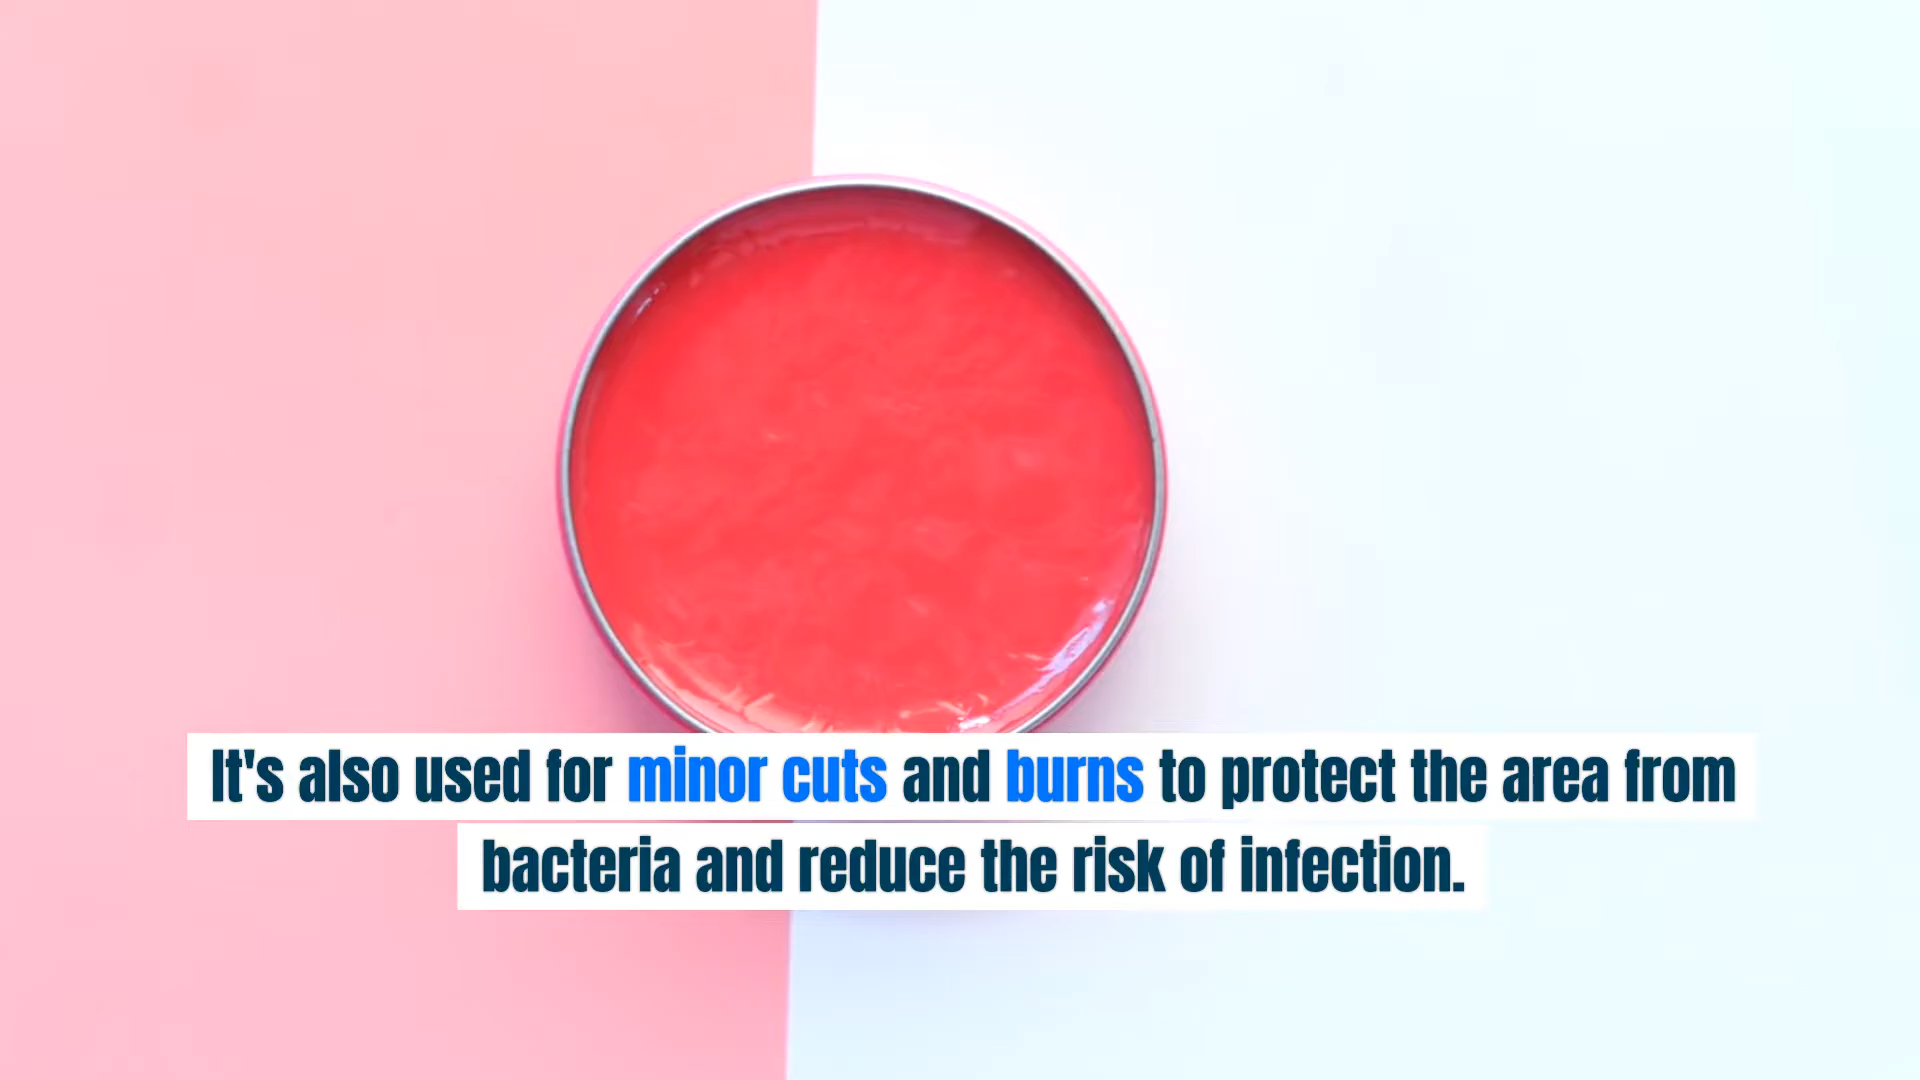 It's also used for minor cuts and burns to protect the area from
bacteria and reduce the risk of infection.